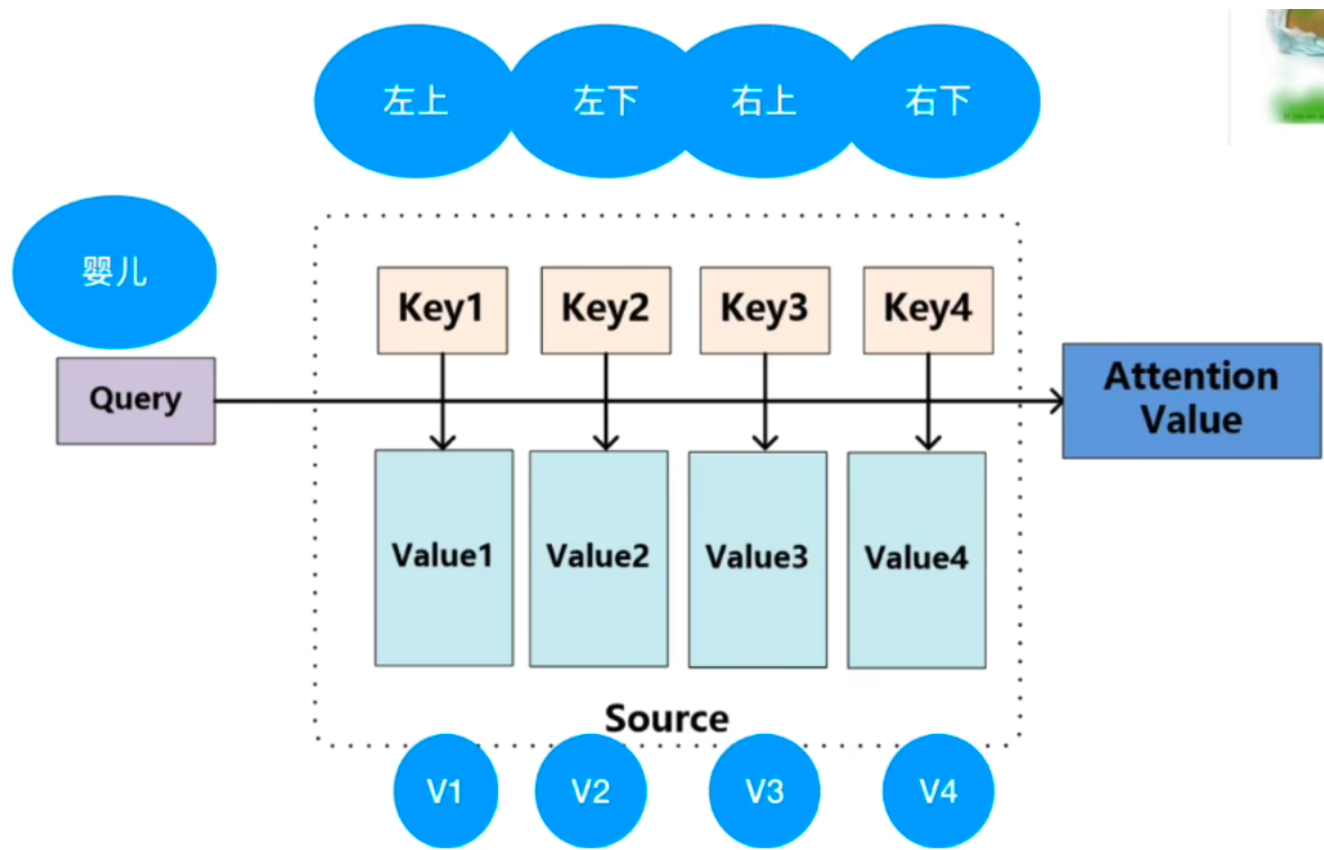 左上
左下
右上
右下
婴儿
Key1
Key2
Key3
Key4
Query
Attention
Value
Value1
Value2
Value3
Value4
Source
V1
V2
V3
V4